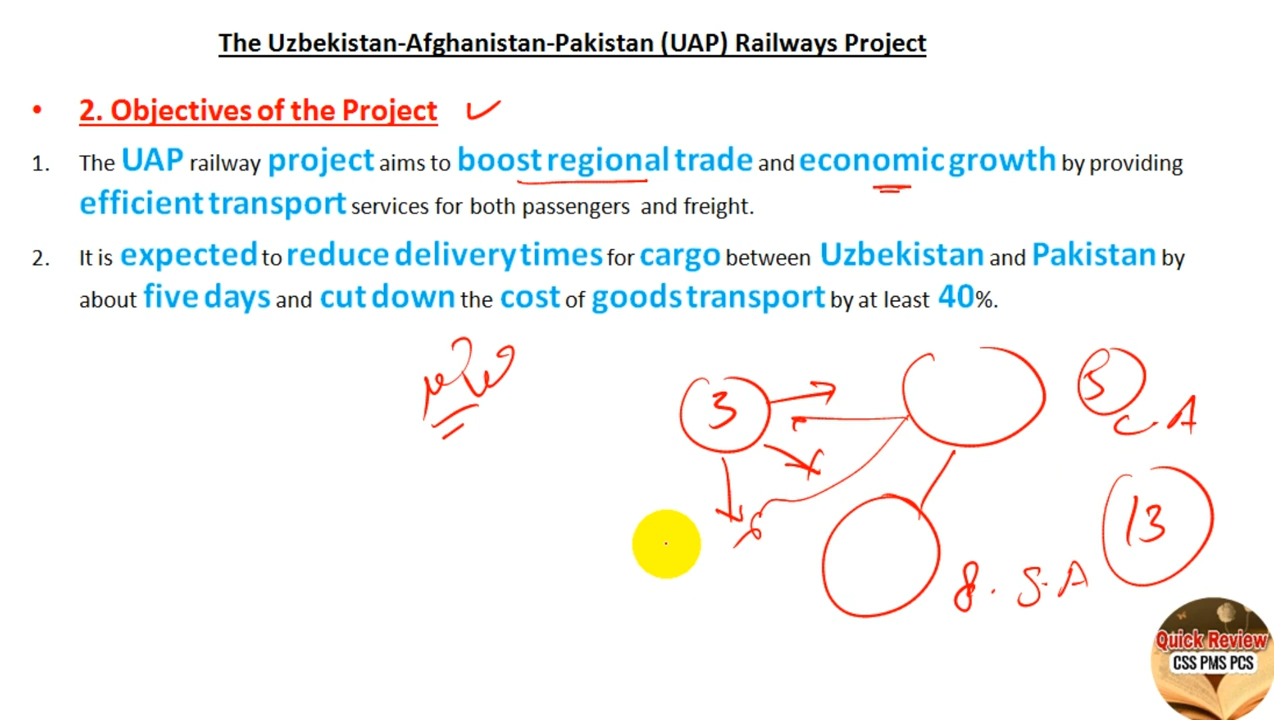 The Uzbekistan-Afghanistan-Pakistan (UAP) Railways Project
• 2. Objectives of the Project
1. The UAP railway project aims to boost regional trade and economic growth by providing
efficient transport services for both passengers and freight.
2. It is expected to reduce delivery times for cargo between Uzbekistan and Pakistan by
about five days and cut down the cost of goods transport by at least 40%.
3
5
C.A
13
8. S.A
Quick Review
CSS PMS PCS